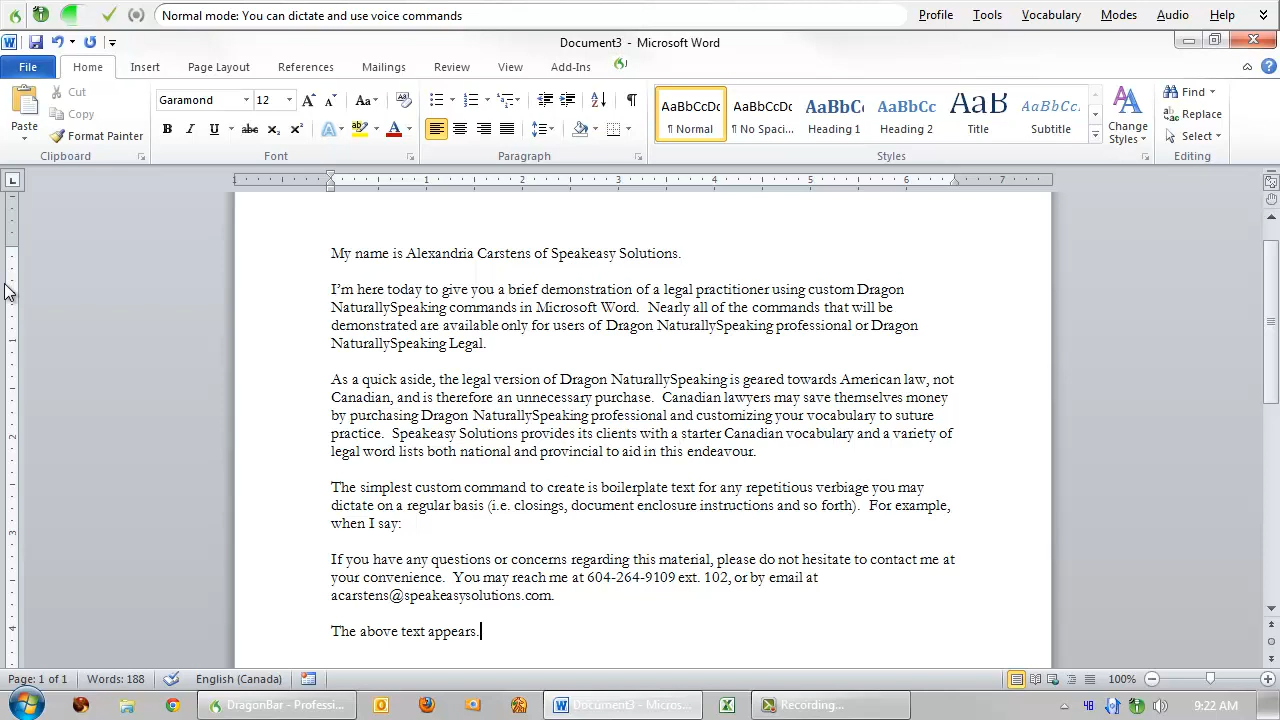 Normal mode: You can dictate and use voice commands
Profile Tools Vocabulary Modes Audio Help
Document3 - Microsoft Word
File Home Insert Page Layout References Mailings Review View Add-Ins
Paste
Cut
Copy
Format Painter
Clipboard
Garamond 12
Font
Paragraph
AaBbCcDc ¶ Normal
AaBbCcDc ¶ No Spaci...
AaBbC Heading 1
AaBbCc Heading 2
AaB Title
AaBbCc. Subtitle
Change Styles
Styles
Find
Replace
Select
Editing
1 1 2 3 4 5 6 7
My name is Alexandria Carstens of Speakeasy Solutions.
I'm here today to give you a brief demonstration of a legal practitioner using custom Dragon
NaturallySpeaking commands in Microsoft Word.  Nearly all of the commands that will be
demonstrated are available only for users of Dragon NaturallySpeaking professional or Dragon
NaturallySpeaking Legal.
As a quick aside, the legal version of Dragon NaturallySpeaking is geared towards American law, not
Canadian, and is therefore an unnecessary purchase.  Canadian lawyers may save themselves money
by purchasing Dragon NaturallySpeaking professional and customizing your vocabulary to suture
practice.  Speakeasy Solutions provides its clients with a starter Canadian vocabulary and a variety of
legal word lists both national and provincial to aid in this endeavour.
The simplest custom command to create is boilerplate text for any repetitious verbiage you may
dictate on a regular basis (i.e. closings, document enclosure instructions and so forth).  For example,
when I say:
If you have any questions or concerns regarding this material, please do not hesitate to contact me at
your convenience.  You may reach me at 604-264-9109 ext. 102, or by email at
acarstens@speakeasysolutions.com.
The above text appears.
1
2
3
4
Page: 1 of 1 Words: 188 English (Canada) 100%
DragonBar - Professi... Document3 - Micros... Recording... 48 9:22 AM